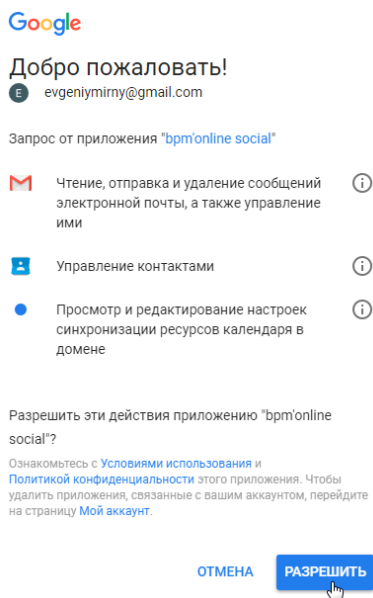 Google
Добро пожаловать!
E evgeniymirny@gmail.com
Запрос от приложения "bpm'online social"
Чтение, отправка и удаление сообщений
электронной почты, а также управление
ими
Управление контактами
Просмотр и редактирование настроек
синхронизации ресурсов календаря в
домене
Разрешить эти действия приложению "bpm'online
social"?
Ознакомьтесь с Условиями использования и
Политикой конфиденциальности этого приложения. Чтобы
удалить приложения, связанные с вашим аккаунтом, перейдите
на страницу Мой аккаунт.
ОТМЕНА РАЗРЕШИТЬ